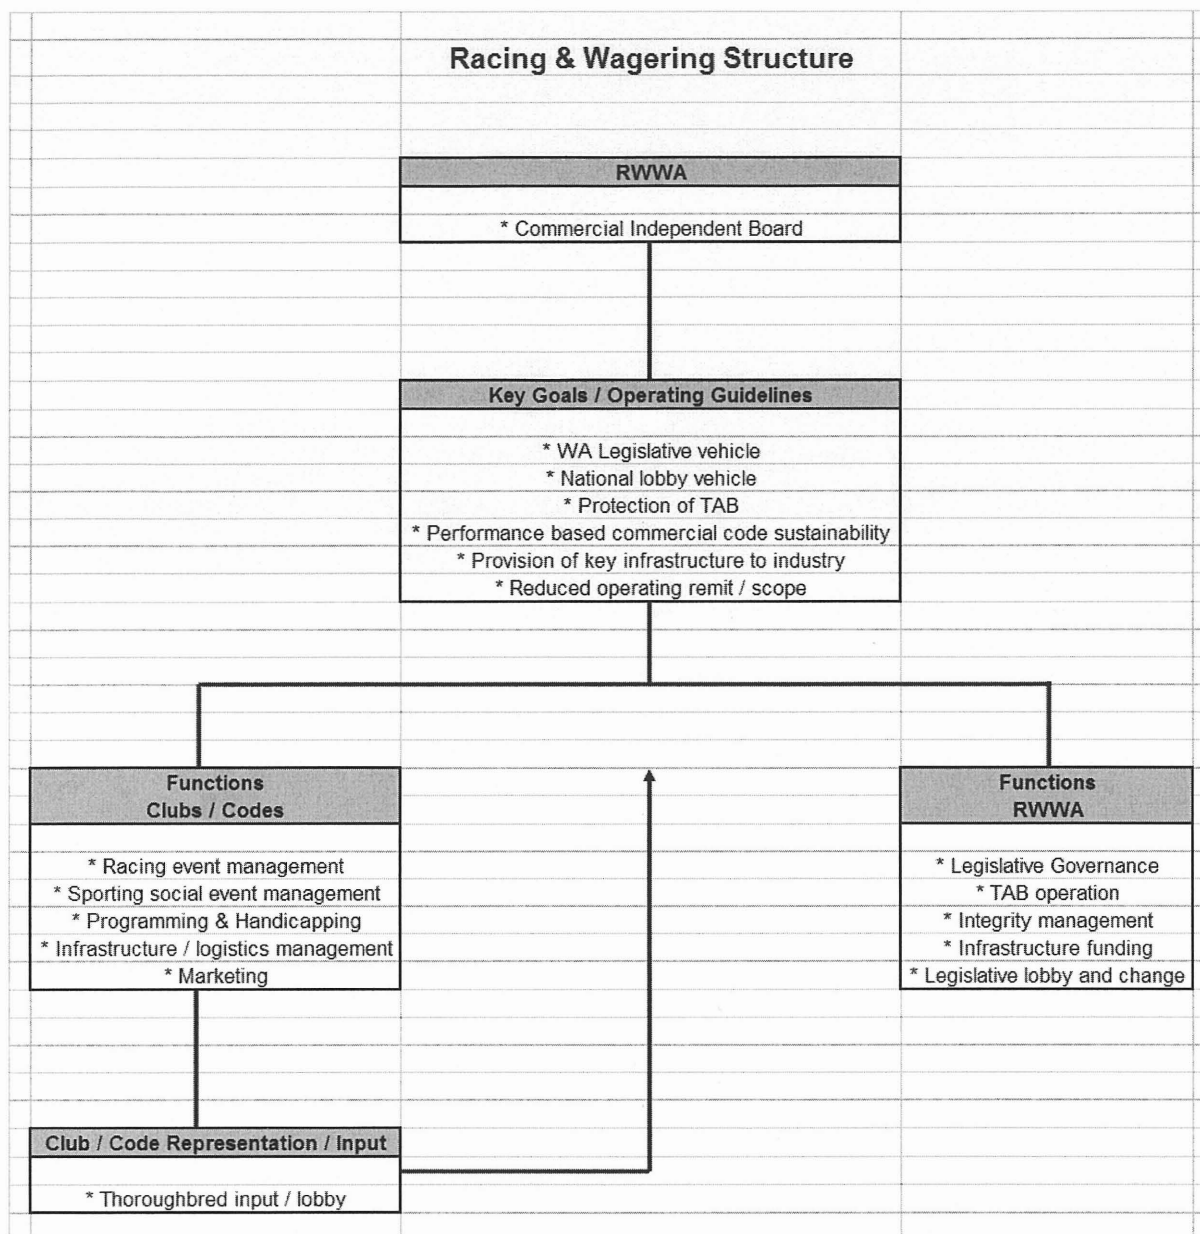 Racing & Wagering Structure
RWWA
* Commercial Independent Board
Key Goals / Operating Guidelines
* WA Legislative vehicle
* National lobby vehicle
* Protection of TAB
* Performance based commercial code sustainability
* Provision of key infrastructure to industry
* Reduced operating remit / scope
Functions
Clubs / Codes
* Racing event management
* Sporting social event management
* Programming & Handicapping
* Infrastructure / logistics management
* Marketing
Functions
RWWA
* Legislative Governance
* TAB operation
* Integrity management
* Infrastructure funding
* Legislative lobby and change
Club / Code Representation / Input
* Thoroughbred input / lobby